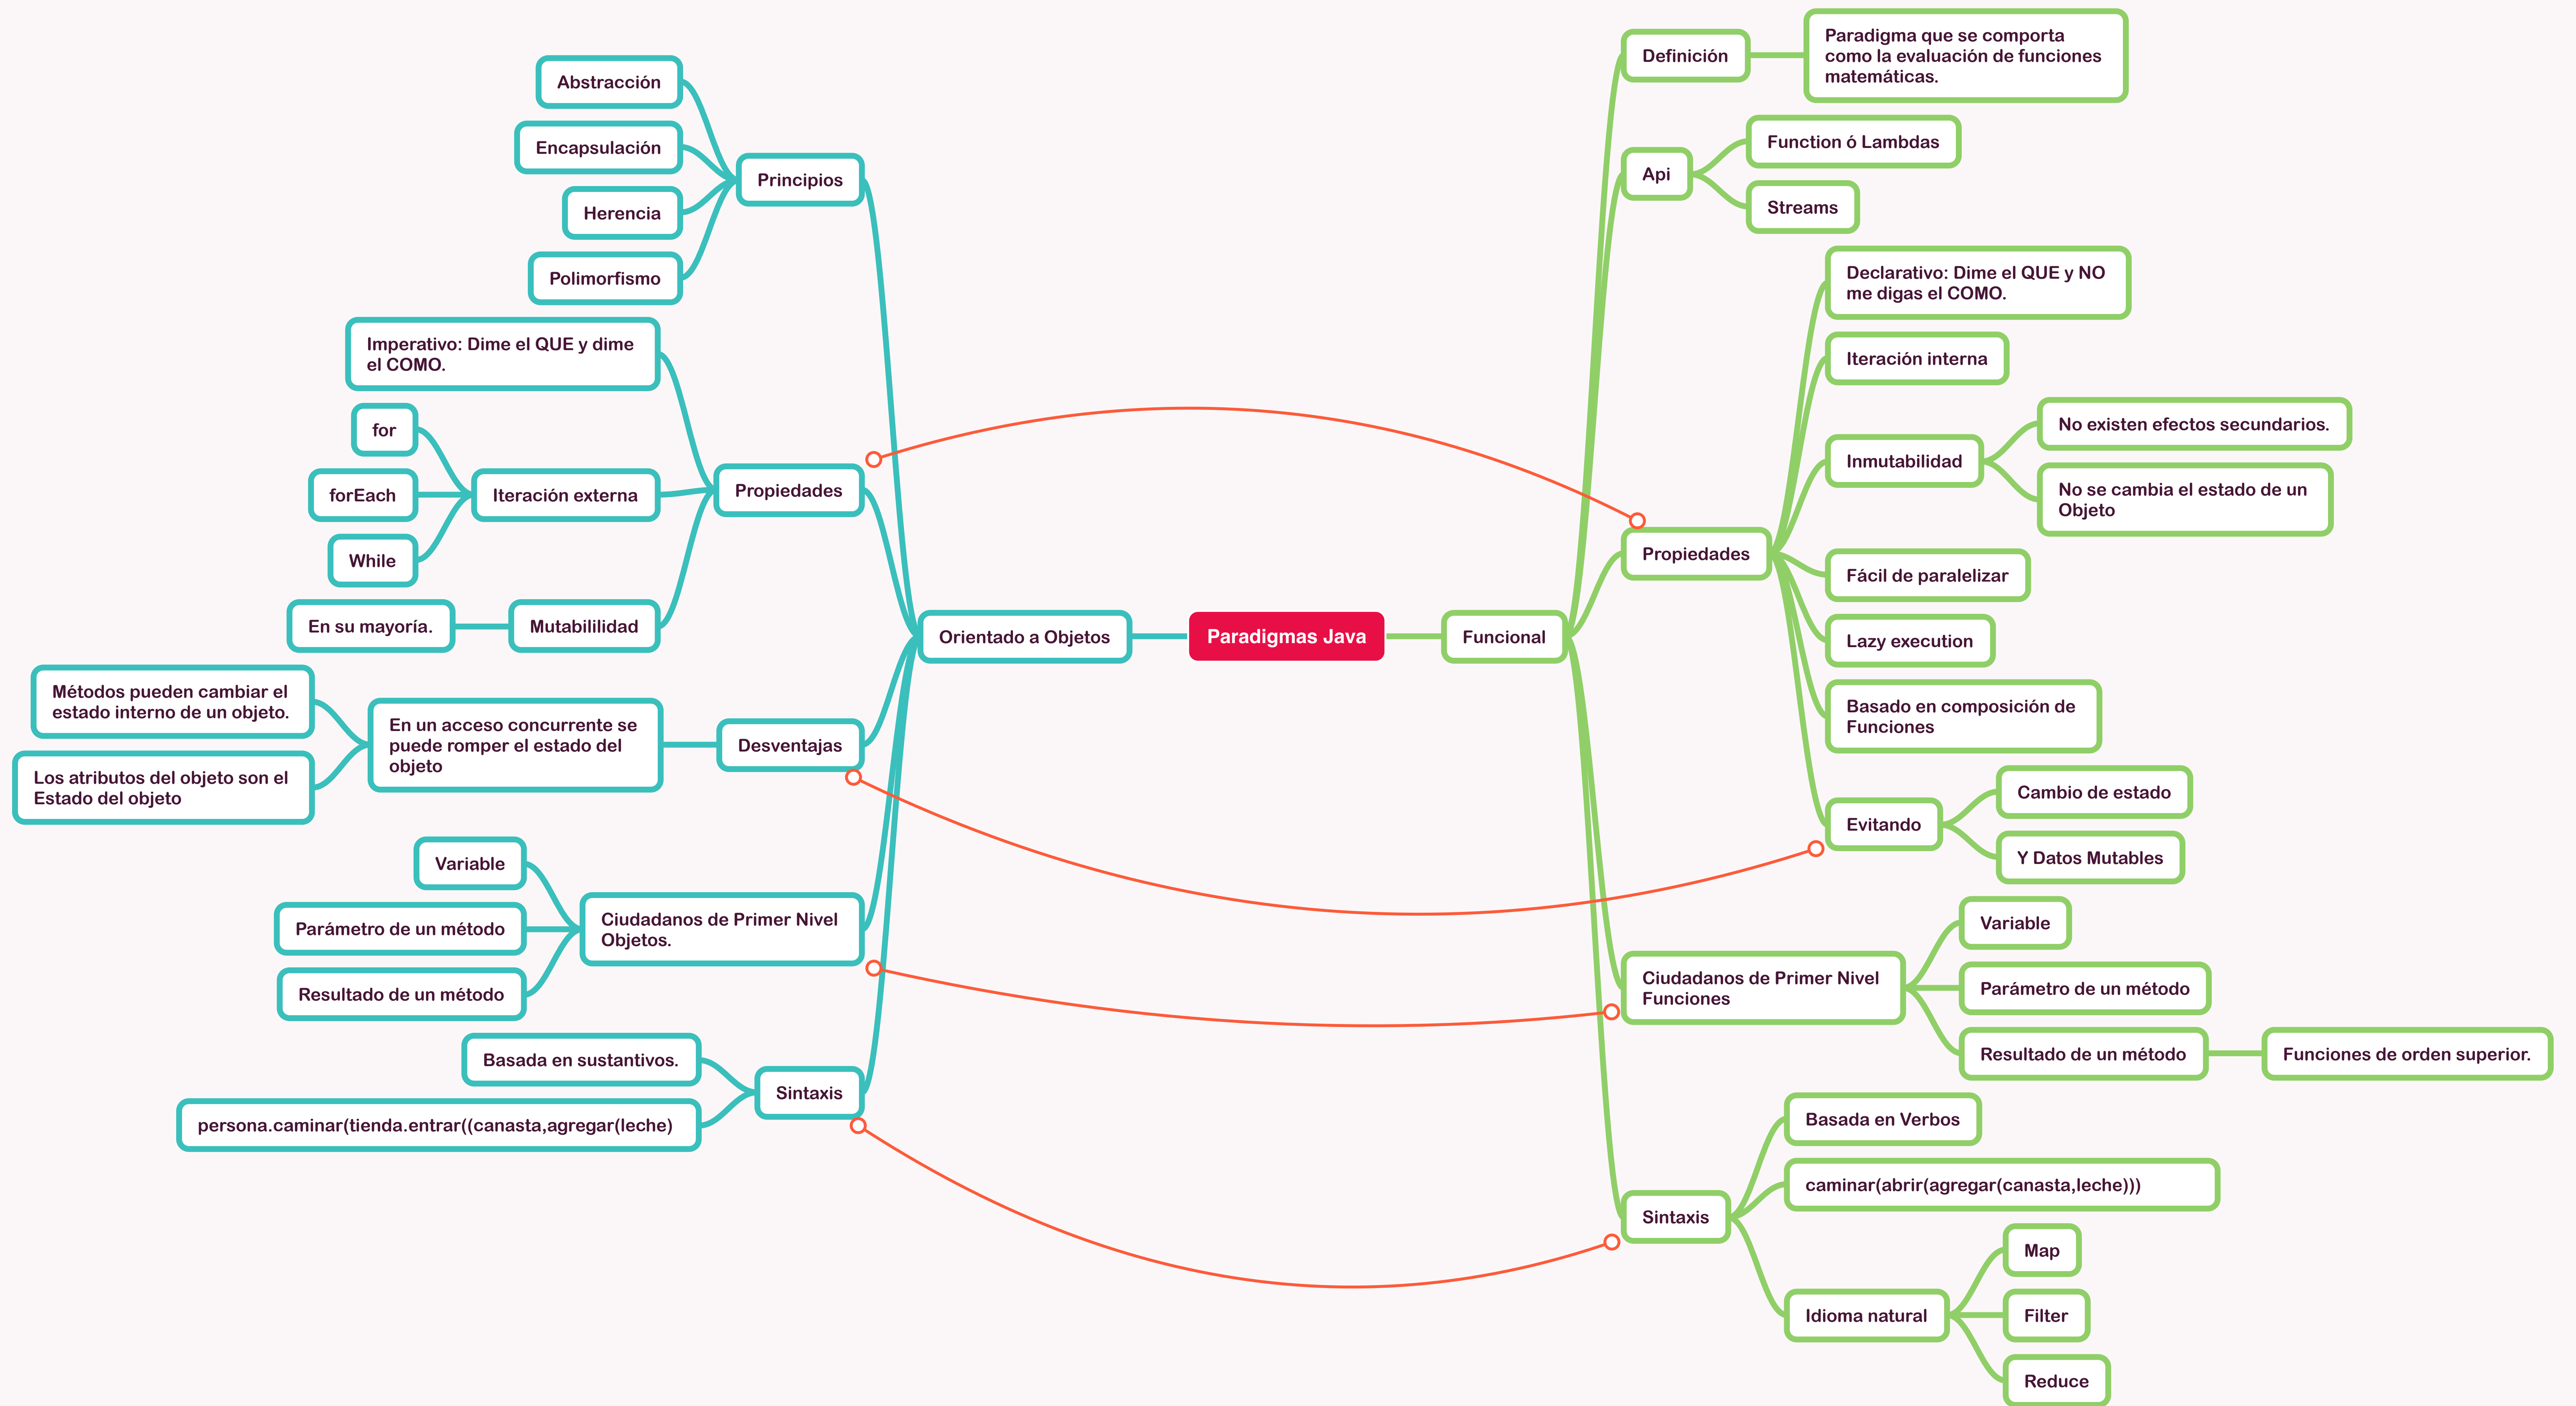 Paradigmas Java
Orientado a Objetos
Principios
Abstracción
Encapsulación
Herencia
Polimorfismo
Propiedades
Imperativo: Dime el QUE y dime
el COMO.
Iteración externa
for
forEach
While
Mutabililidad
En su mayoría.
Desventajas
En un acceso concurrente se
puede romper el estado del
objeto
Métodos pueden cambiar el
estado interno de un objeto.
Los atributos del objeto son el
Estado del objeto
Ciudadanos de Primer Nivel
Objetos.
Variable
Parámetro de un método
Resultado de un método
Sintaxis
Basada en sustantivos.
persona.caminar(tienda.entrar((canasta,agregar(leche)
Funcional
Definición
Paradigma que se comporta
como la evaluación de funciones
matemáticas.
Api
Function ó Lambdas
Streams
Propiedades
Declarativo: Dime el QUE y NO
me digas el COMO.
Iteración interna
Inmutabilidad
No existen efectos secundarios.
No se cambia el estado de un
Objeto
Fácil de paralelizar
Lazy execution
Basado en composición de
Funciones
Evitando
Cambio de estado
Y Datos Mutables
Ciudadanos de Primer Nivel
Funciones
Variable
Parámetro de un método
Resultado de un método
Funciones de orden superior.
Sintaxis
Basada en Verbos
caminar(abrir(agregar(canasta,leche)))
Idioma natural
Map
Filter
Reduce